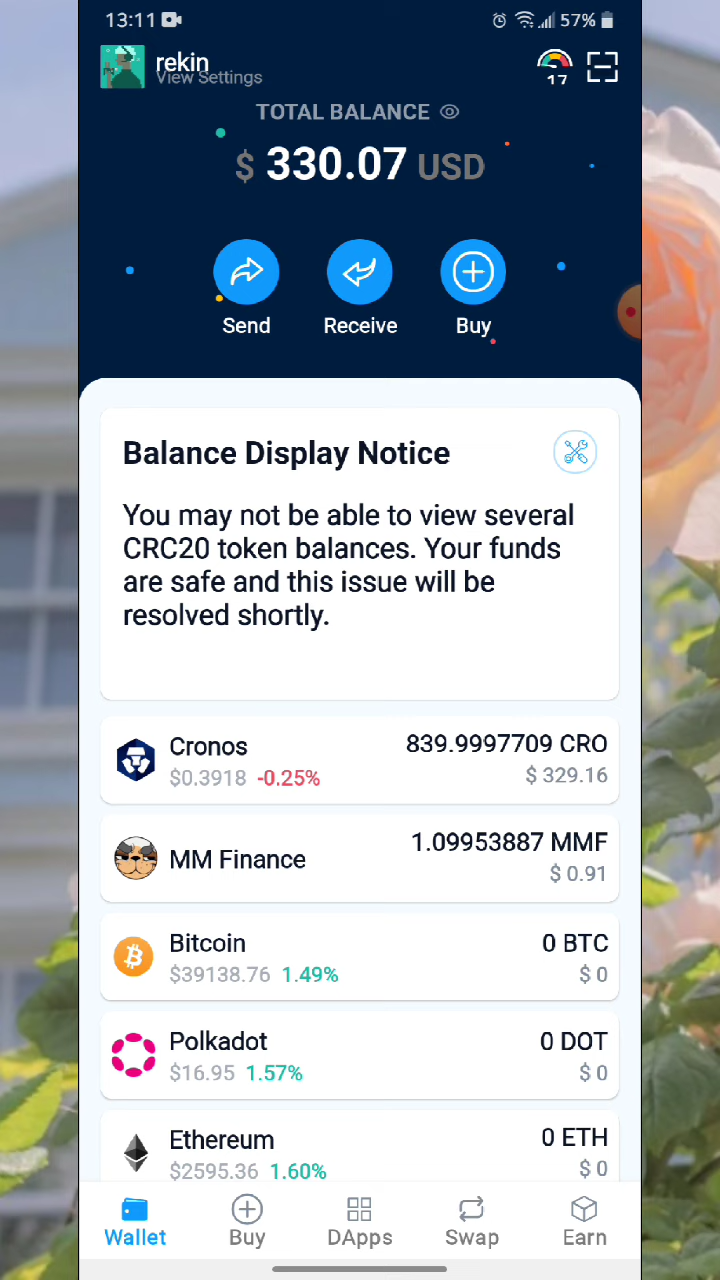 13:11 57%
rekin
View Settings
17
TOTAL BALANCE
$ 330.07 USD
Send Receive Buy
Balance Display Notice
You may not be able to view several
CRC20 token balances. Your funds
are safe and this issue will be
resolved shortly.
Cronos 839.9997709 CRO
$0.3918 -0.25% $ 329.16
MM Finance 1.09953887 MMF
$ 0.91
Bitcoin 0 BTC
$39138.76 1.49% $ 0
Polkadot 0 DOT
$16.95 1.57% $ 0
Ethereum 0 ETH
$2595.36 1.60% $ 0
Wallet Buy DApps Swap Earn